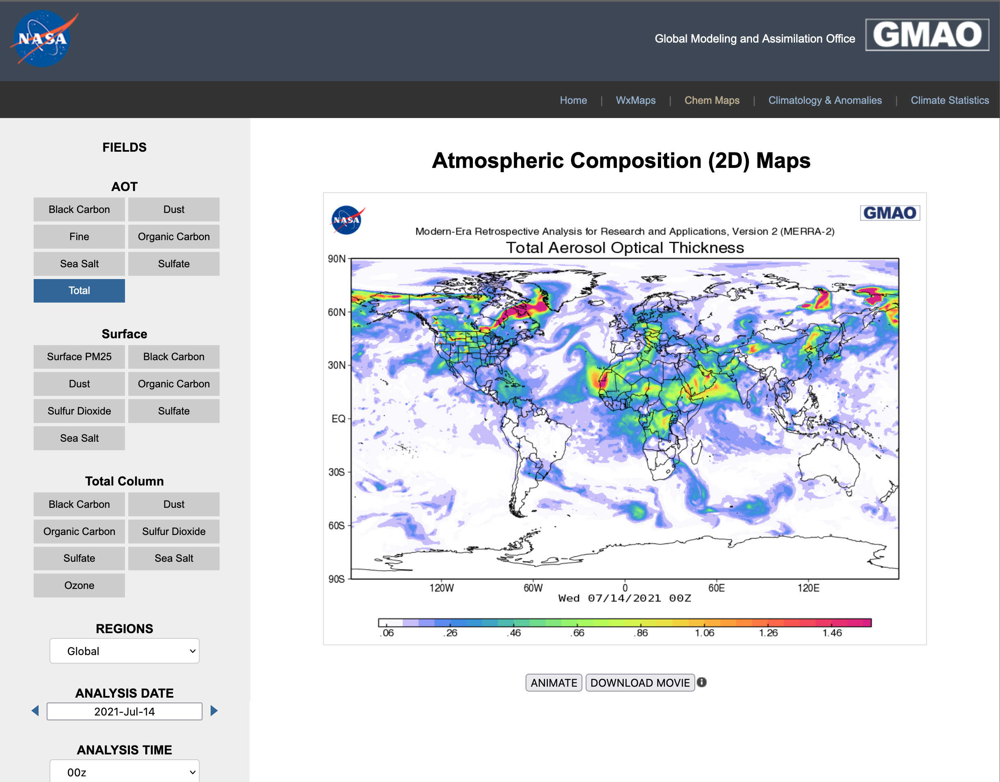 NASA
Global Modeling and Assimilation Office
GMAO
Home | WxMaps | Chem Maps | Climatology & Anomalies | Climate Statistics
FIELDS
AOT
Black Carbon
Dust
Fine
Organic Carbon
Sea Salt
Sulfate
Total
Surface
Surface PM25
Black Carbon
Dust
Organic Carbon
Sulfur Dioxide
Sulfate
Sea Salt
Total Column
Black Carbon
Dust
Organic Carbon
Sulfur Dioxide
Sulfate
Sea Salt
Ozone
REGIONS
Global
ANALYSIS DATE
2021-Jul-14
ANALYSIS TIME
00z
Atmospheric Composition (2D) Maps
NASA
GMAO
Modern-Era Retrospective Analysis for Research and Applications, Version 2 (MERRA-2)
Total Aerosol Optical Thickness
90N
60N
30N
EQ
30S
60S
90S
120W 60W 0 60E 120E
Wed 07/14/2021 00Z
.06 .26 .46 .66 .86 1.06 1.26 1.46
ANIMATE
DOWNLOAD MOVIE
i